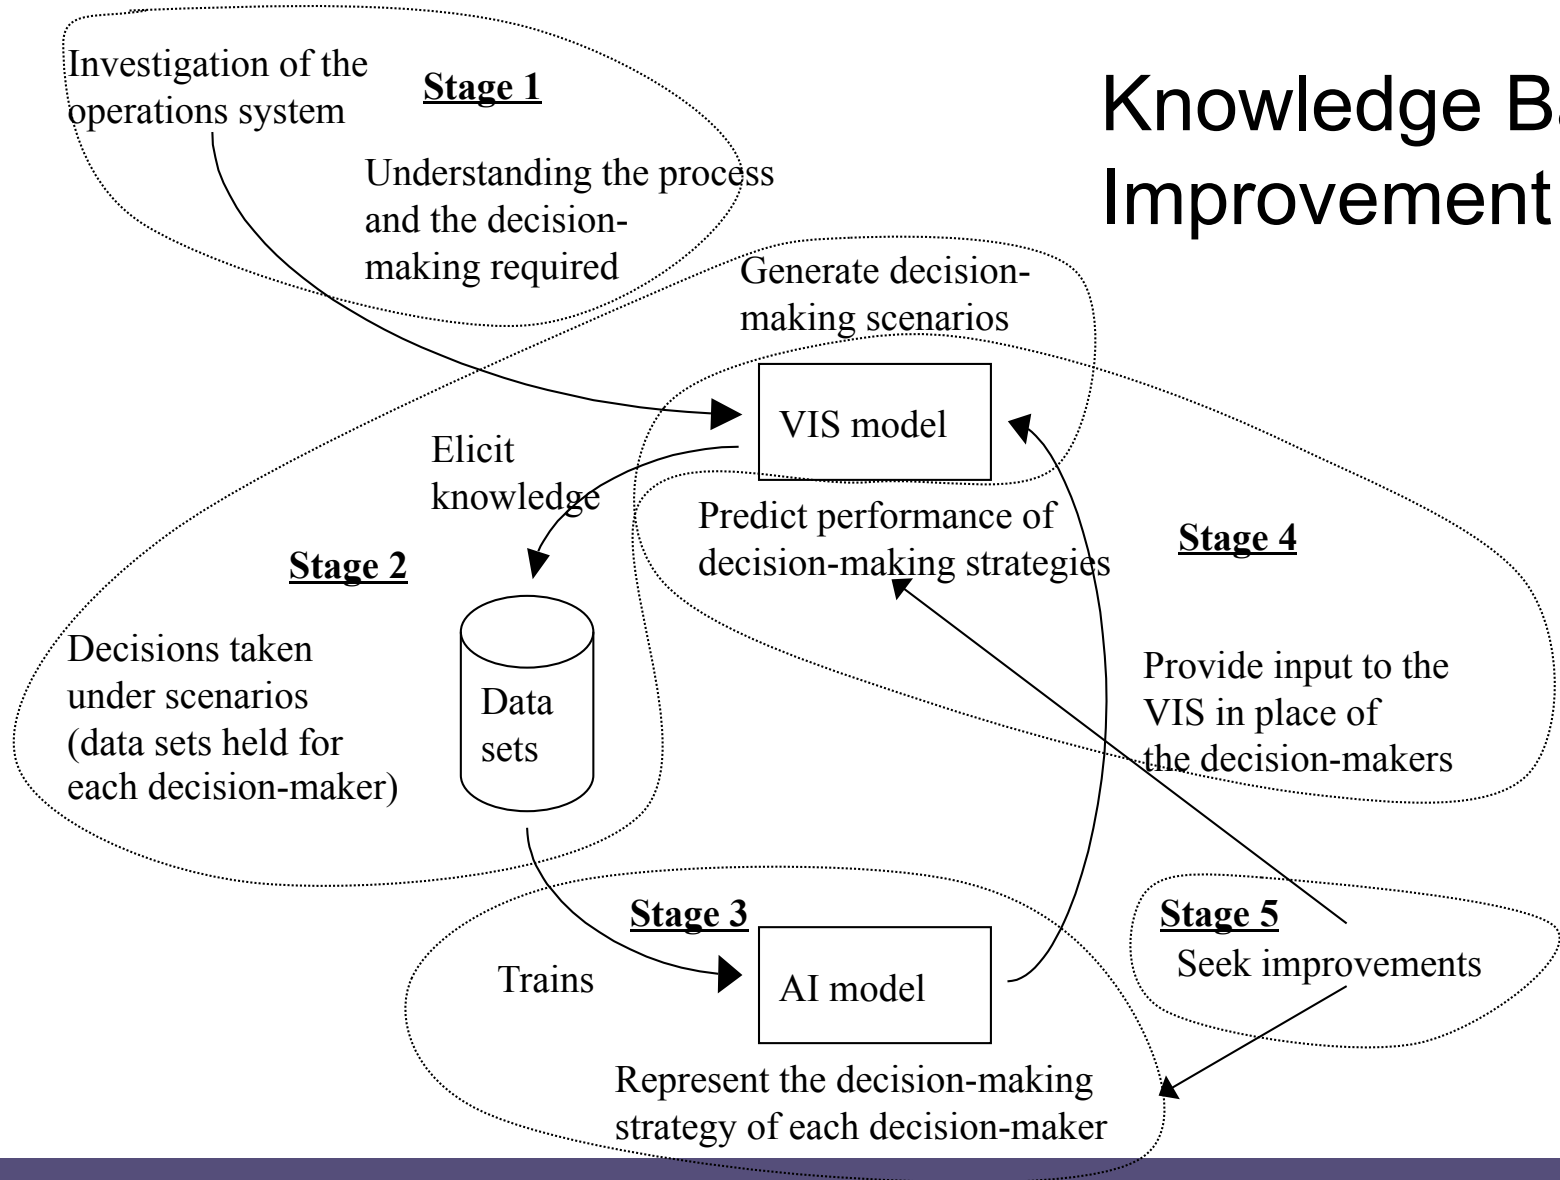 Knowledge Ba
Improvement
Investigation of the
operations system
Stage 1
Understanding the process
and the decision-
making required
Generate decision-
making scenarios
VIS model
Elicit
knowledge
Stage 2
Predict performance of
decision-making strategies
Stage 4
Decisions taken
under scenarios
(data sets held for
each decision-maker)
Data
sets
Provide input to the
VIS in place of
the decision-makers
Stage 3
Trains
AI model
Represent the decision-making
strategy of each decision-maker
Stage 5
Seek improvements